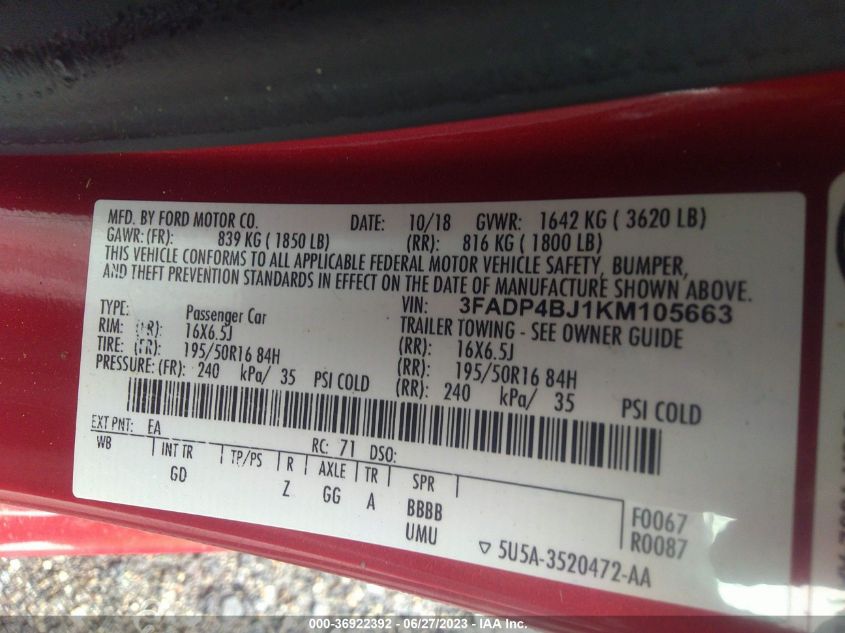 MFD. BY FORD MOTOR CO. DATE: 10/18 GVWR: 1642 KG ( 3620 LB)
GAWR: (FR): 839 KG ( 1850 LB) (RR): 816 KG ( 1800 LB)
THIS VEHICLE CONFORMS TO ALL APPLICABLE FEDERAL MOTOR VEHICLE SAFETY, BUMPER,
AND THEFT PREVENTION STANDARDS IN EFFECT ON THE DATE OF MANUFACTURE SHOWN ABOVE.
VIN: 3FADP4BJ1KM105663
TYPE: Passenger Car TRAILER TOWING - SEE OWNER GUIDE
RIM: (FR): 16X6.5J (RR): 16X6.5J
TIRE: (FR): 195/50R16 84H (RR): 195/50R16 84H
PRESSURE: (FR): 240 kPa/ 35 PSI COLD (RR): 240 kPa/ 35 PSI COLD
EXT PNT: EA RC: 71 DSO:
WB INT TR TP/PS R AXLE TR SPR
GD Z GG A BBBB
UMU
F0067
R0087
▽ 5U5A-3520472-AA
000-36922392 - 06/27/2023 - IAA Inc.